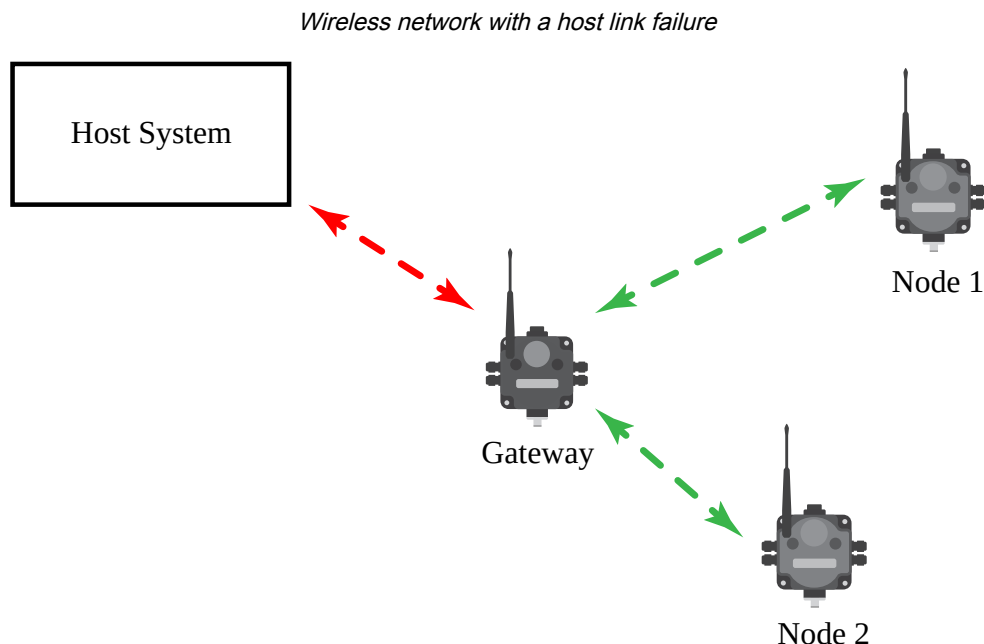 Wireless network with a host link failure
Host System
Node 1
Gateway
Node 2